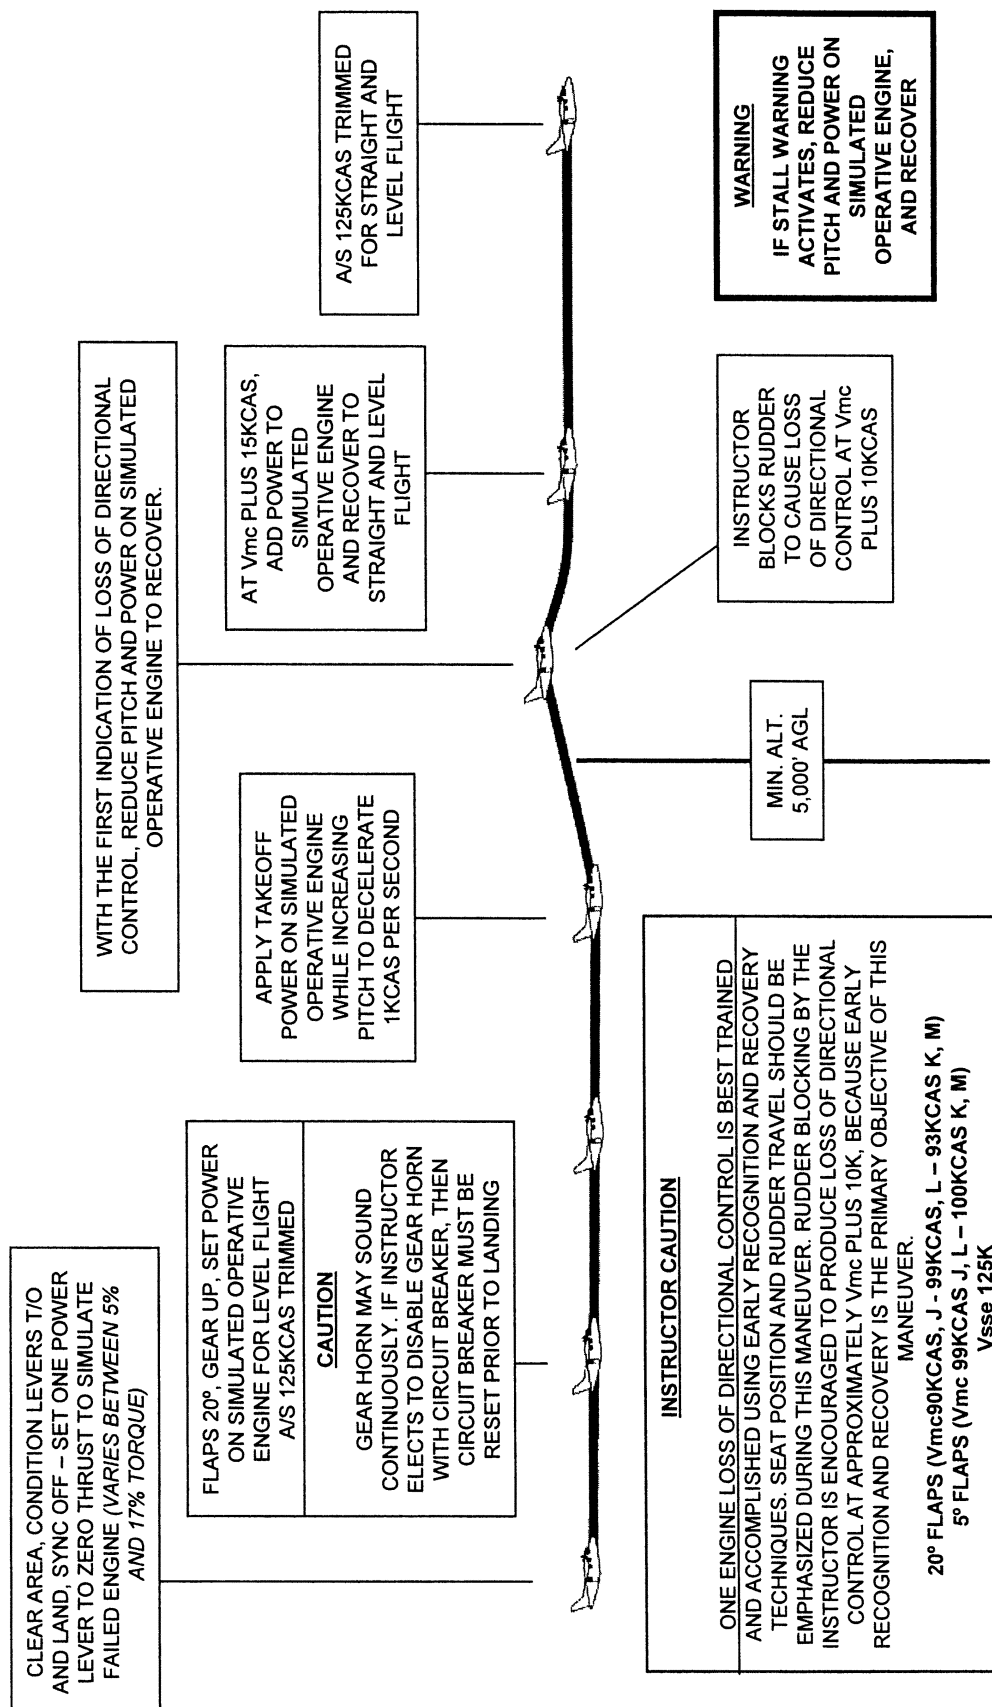 CLEAR AREA, CONDITION LEVERS T/O
AND LAND, SYNC OFF – SET ONE POWER
LEVER TO ZERO THRUST TO SIMULATE
FAILED ENGINE (VARIES BETWEEN 5%
AND 17% TORQUE)
FLAPS 20º, GEAR UP, SET POWER
ON SIMULATED OPERATIVE
ENGINE FOR LEVEL FLIGHT
A/S 125KCAS TRIMMED
CAUTION
GEAR HORN MAY SOUND
CONTINUOUSLY. IF INSTRUCTOR
ELECTS TO DISABLE GEAR HORN
WITH CIRCUIT BREAKER, THEN
CIRCUIT BREAKER MUST BE
RESET PRIOR TO LANDING
APPLY TAKEOFF
POWER ON SIMULATED
OPERATIVE ENGINE
WHILE INCREASING
PITCH TO DECELERATE
1KCAS PER SECOND
WITH THE FIRST INDICATION OF LOSS OF DIRECTIONAL
CONTROL, REDUCE PITCH AND POWER ON SIMULATED
OPERATIVE ENGINE TO RECOVER.
AT Vmc PLUS 15KCAS,
ADD POWER TO
SIMULATED
OPERATIVE ENGINE
AND RECOVER TO
STRAIGHT AND LEVEL
FLIGHT
A/S 125KCAS TRIMMED
FOR STRAIGHT AND
LEVEL FLIGHT
INSTRUCTOR CAUTION
ONE ENGINE LOSS OF DIRECTIONAL CONTROL IS BEST TRAINED
AND ACCOMPLISHED USING EARLY RECOGNITION AND RECOVERY
TECHNIQUES. SEAT POSITION AND RUDDER TRAVEL SHOULD BE
EMPHASIZED DURING THIS MANEUVER. RUDDER BLOCKING BY THE
INSTRUCTOR IS ENCOURAGED TO PRODUCE LOSS OF DIRECTIONAL
CONTROL AT APPROXIMATELY Vmc PLUS 10K, BECAUSE EARLY
RECOGNITION AND RECOVERY IS THE PRIMARY OBJECTIVE OF THIS
MANEUVER.
20º FLAPS (Vmc90KCAS, J - 99KCAS, L – 93KCAS K, M)
5º FLAPS (Vmc 99KCAS J, L – 100KCAS K, M)
Vsse 125K
MIN. ALT.
5,000' AGL
INSTRUCTOR
BLOCKS RUDDER
TO CAUSE LOSS
OF DIRECTIONAL
CONTROL AT Vmc
PLUS 10KCAS
WARNING
IF STALL WARNING
ACTIVATES, REDUCE
PITCH AND POWER ON
SIMULATED
OPERATIVE ENGINE,
AND RECOVER